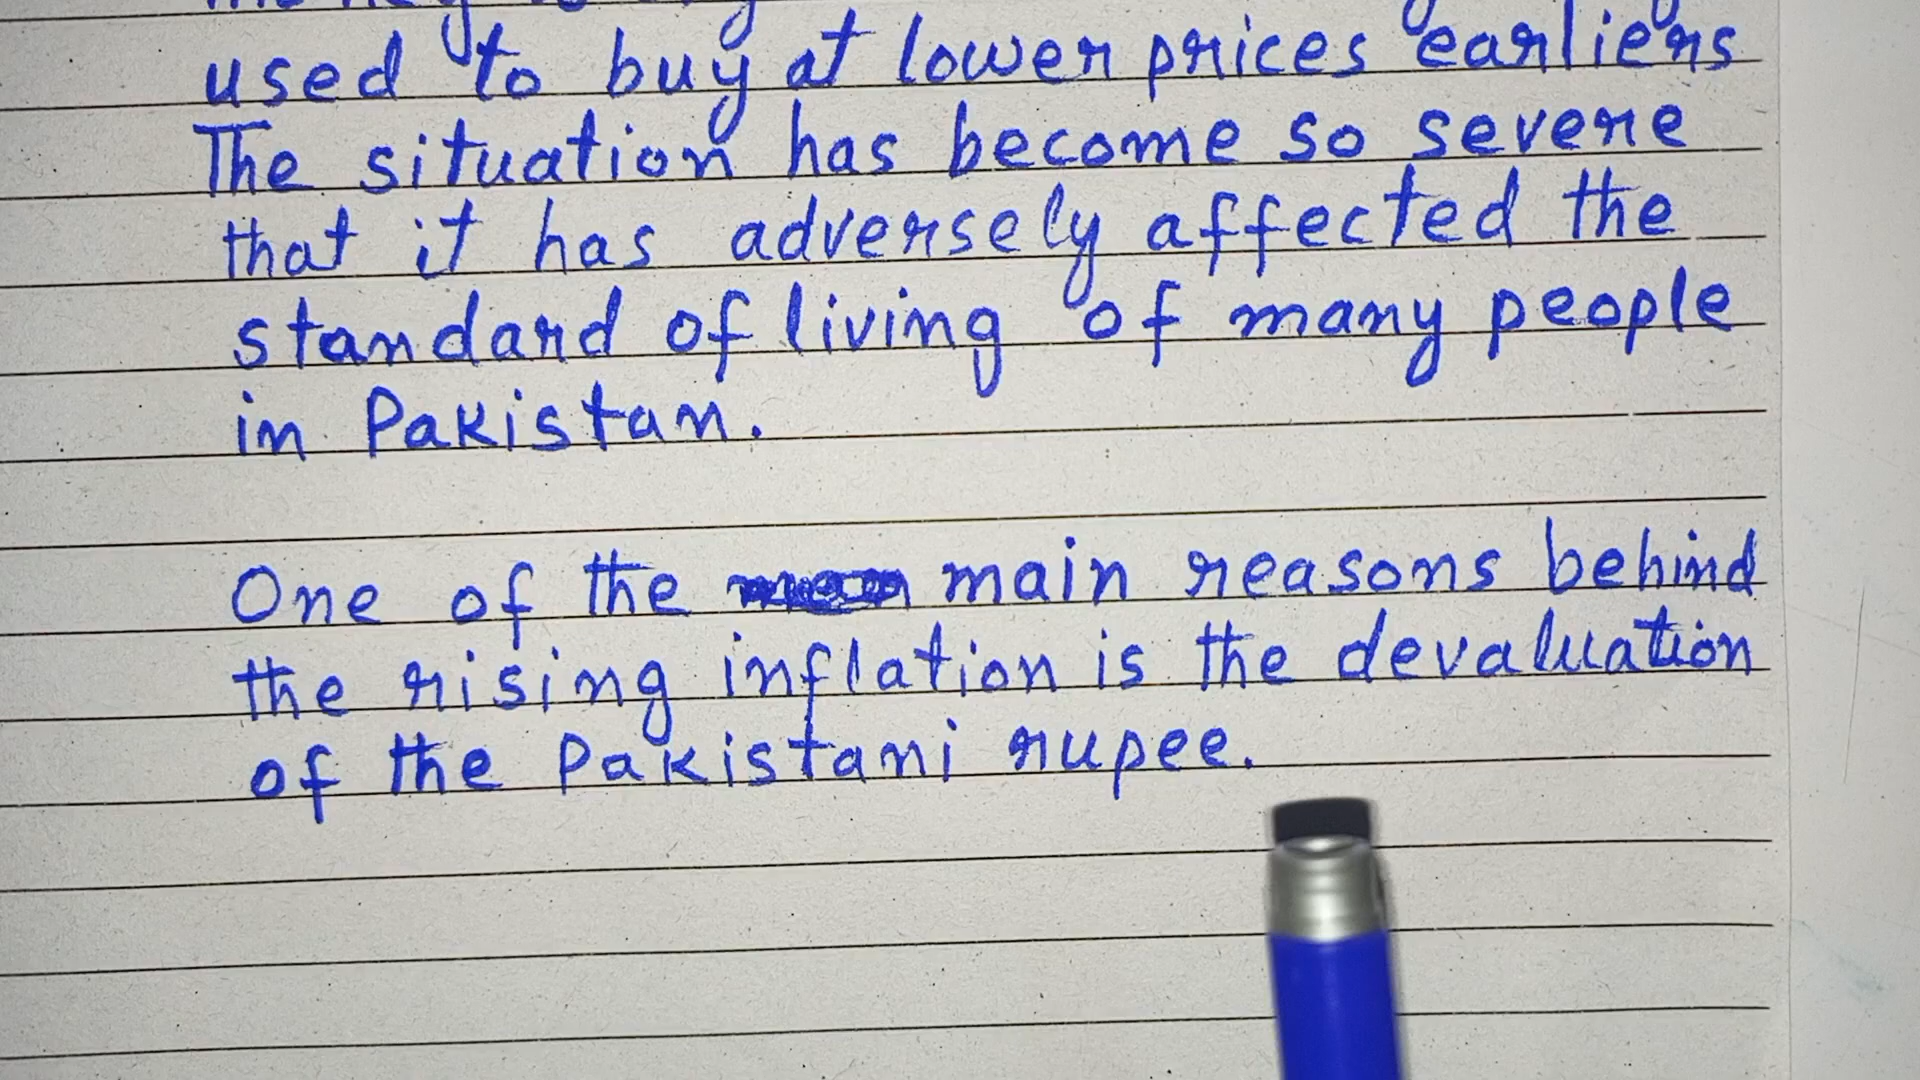 used to buy at lower prices earliers
The situation has become so severe
that it has adversely affected the
standard of living of many people
in Pakistan.
One of the main reasons behind
the rising inflation is the devaluation
of the Pakistani rupee.